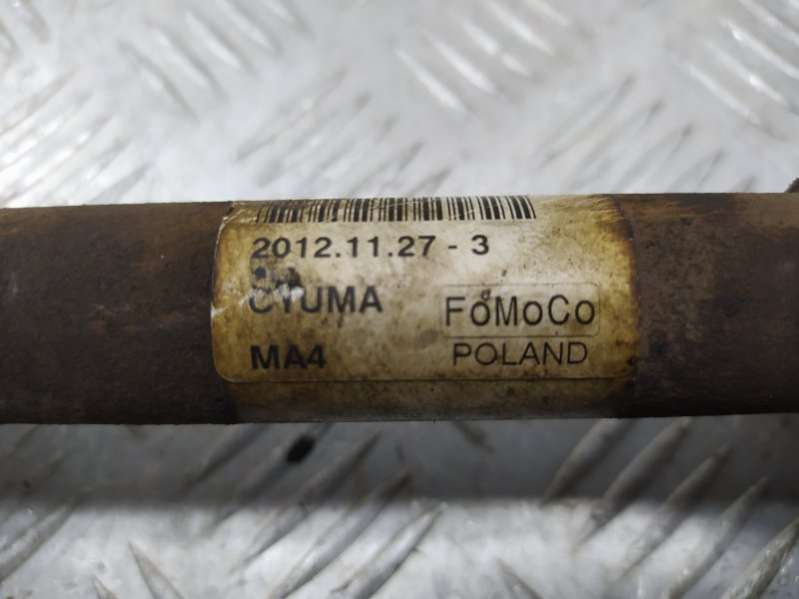 2012.11.27 - 3
CYUMA
FoMoCo
MA4
POLAND